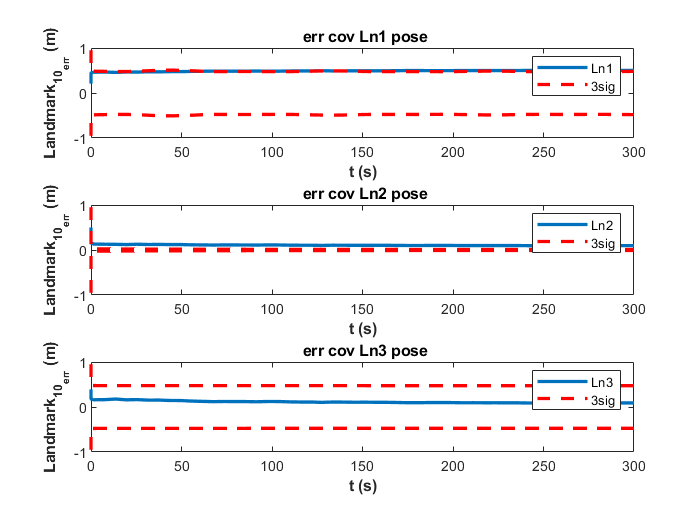 err cov Ln1 pose
Landmark10err (m)
1
0
-1
Ln1
3sig
0 50 100 150 200 250 300
t (s)
err cov Ln2 pose
Landmark10err (m)
1
0
-1
Ln2
3sig
0 50 100 150 200 250 300
t (s)
err cov Ln3 pose
Landmark10err (m)
1
0
-1
Ln3
3sig
0 50 100 150 200 250 300
t (s)